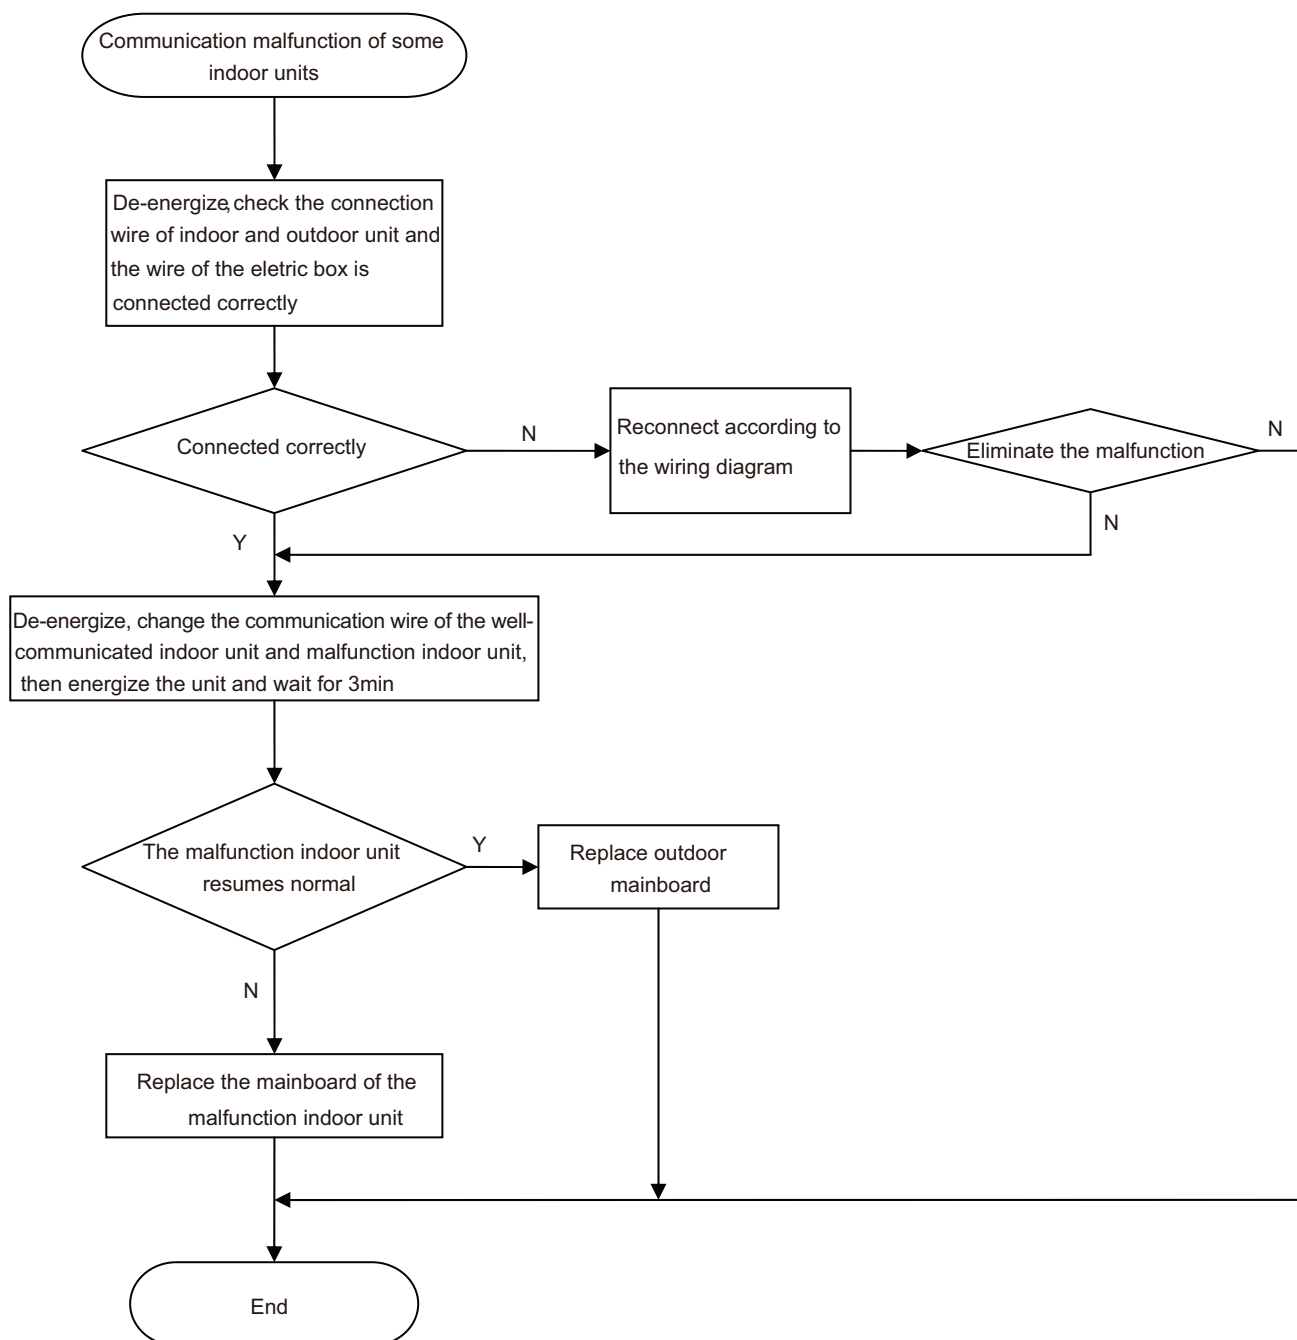 Communication malfunction of some
indoor units
De-energize,check the connection
wire of indoor and outdoor unit and
the wire of the eletric box is
connected correctly
Connected correctly
N
Reconnect according to
the wiring diagram
Eliminate the malfunction
N
N
Y
De-energize, change the communication wire of the well-
communicated indoor unit and malfunction indoor unit,
then energize the unit and wait for 3min
The malfunction indoor unit
resumes normal
Y
Replace outdoor
mainboard
N
Replace the mainboard of the
malfunction indoor unit
End